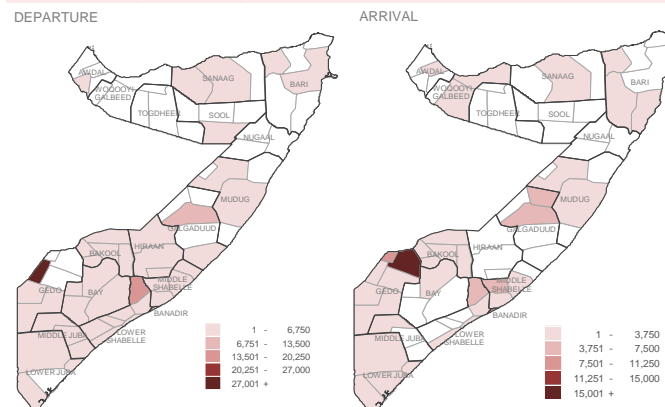 DEPARTURE
AWDAL
WOQOOYI
GALBEED
TOGDHEER
SANAAG
SOOL
BARI
NUGAAL
MUDUG
GALGADUUD
HIRAAN
BAKOOL
GEDO
BAY
MIDDLE
SHABELLE
BANADIR
LOWER
SHABELLE
MIDDLE JUBA
LOWER JUBA
1 - 6,750
6,751 - 13,500
13,501 - 20,250
20,251 - 27,000
27,001 +
ARRIVAL
AWDAL
WOQOOYI
GALBEED
TOGDHEER
SANAAG
SOOL
BARI
NUGAAL
MUDUG
GALGADUUD
HIRAAN
BAKOOL
GEDO
BAY
MIDDLE
SHABELLE
BANADIR
LOWER
SHABELLE
MIDDLE JUBA
LOWER JUBA
1 - 3,750
3,751 - 7,500
7,501 - 11,250
11,251 - 15,000
15,001 +